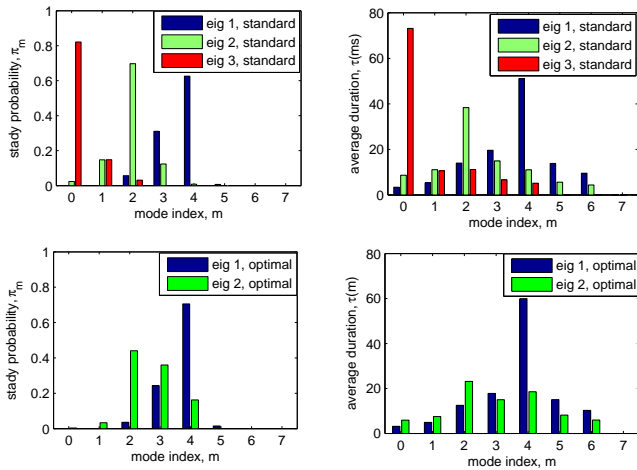 1
0.8
0.6
0.4
0.2
0
stady probability, π_m
eig 1, standard
eig 2, standard
eig 3, standard
0 1 2 3 4 5 6 7
mode index, m
80
60
40
20
0
average duration, τ(ms)
eig 1, standard
eig 2, standard
eig 3, standard
0 1 2 3 4 5 6 7
mode index, m
1
0.8
0.6
0.4
0.2
0
stady probability, π_m
eig 1, optimal
eig 2, optimal
0 1 2 3 4 5 6 7
mode index, m
80
60
40
20
0
average duration, τ(m)
eig 1, optimal
eig 2, optimal
0 1 2 3 4 5 6 7
mode index, m